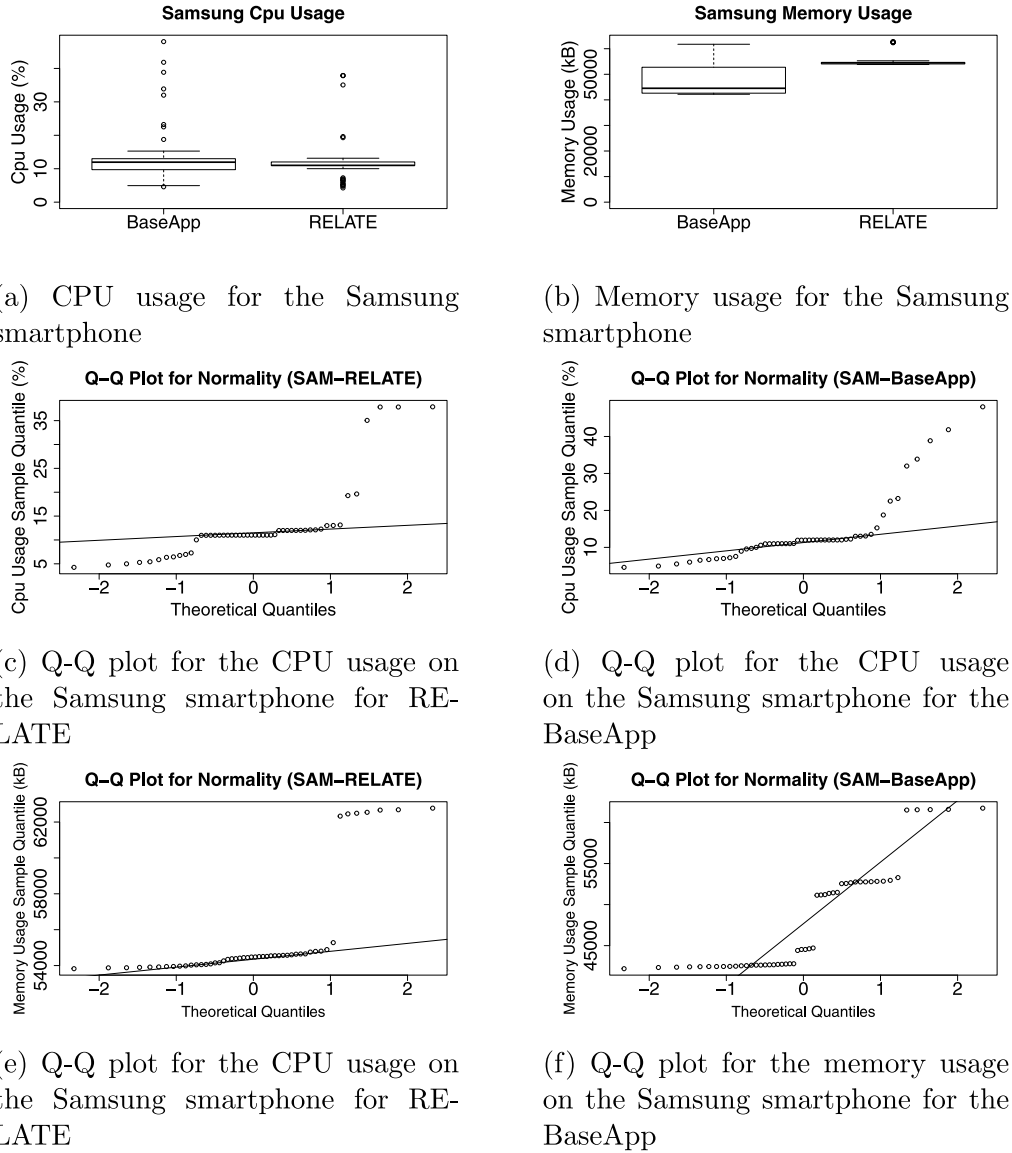 Samsung Cpu Usage
Cpu Usage (%)
0 10 30
BaseApp RELATE
Samsung Memory Usage
Memory Usage (kB)
0 20000 50000
BaseApp RELATE
(a) CPU usage for the Samsung
smartphone
(b) Memory usage for the Samsung
smartphone
Q–Q Plot for Normality (SAM–RELATE)
Cpu Usage Sample Quantile (%)
5 15 25 35
−2 −1 0 1 2
Theoretical Quantiles
Q–Q Plot for Normality (SAM–BaseApp)
Cpu Usage Sample Quantile (%)
10 20 30 40
−2 −1 0 1 2
Theoretical Quantiles
(c) Q-Q plot for the CPU usage on
the Samsung smartphone for RE-
LATE
(d) Q-Q plot for the CPU usage
on the Samsung smartphone for the
BaseApp
Q–Q Plot for Normality (SAM–RELATE)
Memory Usage Sample Quantile (kB)
54000 58000 62000
−2 −1 0 1 2
Theoretical Quantiles
Q–Q Plot for Normality (SAM–BaseApp)
Memory Usage Sample Quantile (kB)
45000 55000
−2 −1 0 1 2
Theoretical Quantiles
(e) Q-Q plot for the CPU usage on
the Samsung smartphone for RE-
LATE
(f) Q-Q plot for the memory usage
on the Samsung smartphone for the
BaseApp